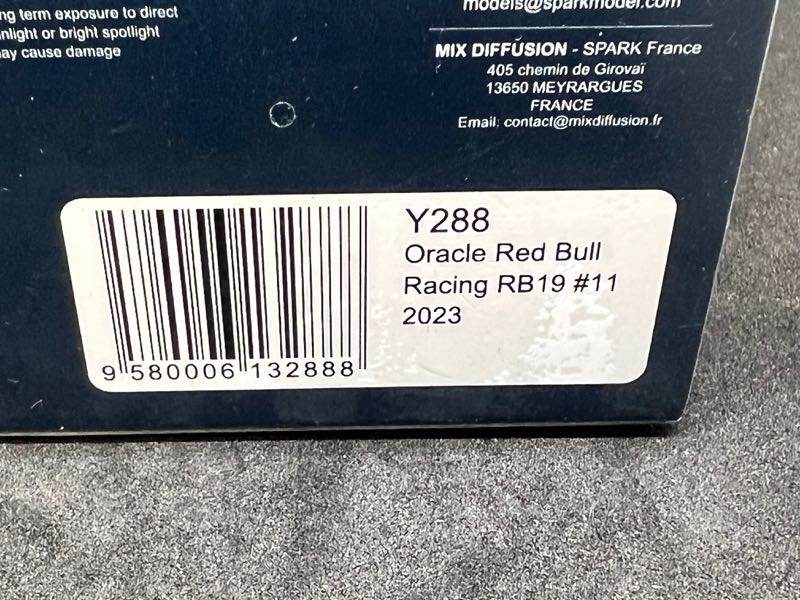 ng term exposure to direct
nlight or bright spotlight
ay cause damage
models@sparkmodel.com
MIX DIFFUSION - SPARK France
405 chemin de Girovaï
13650 MEYRARGUES
FRANCE
Email: contact@mixdiffusion.fr
Y288
Oracle Red Bull
Racing RB19 #11
2023
9 580006 132888